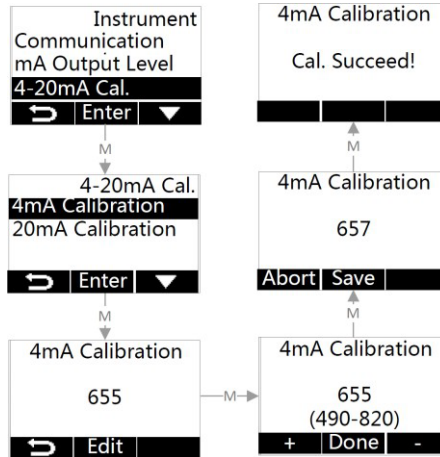 Instrument
Communication
mA Output Level
4-20mA Cal.
Enter
M
4-20mA Cal.
4mA Calibration
20mA Calibration
Enter
M
4mA Calibration
655
Edit
M
4mA Calibration
655
(490-820)
+ Done -
M
4mA Calibration
657
Abort Save
M
4mA Calibration
Cal. Succeed!